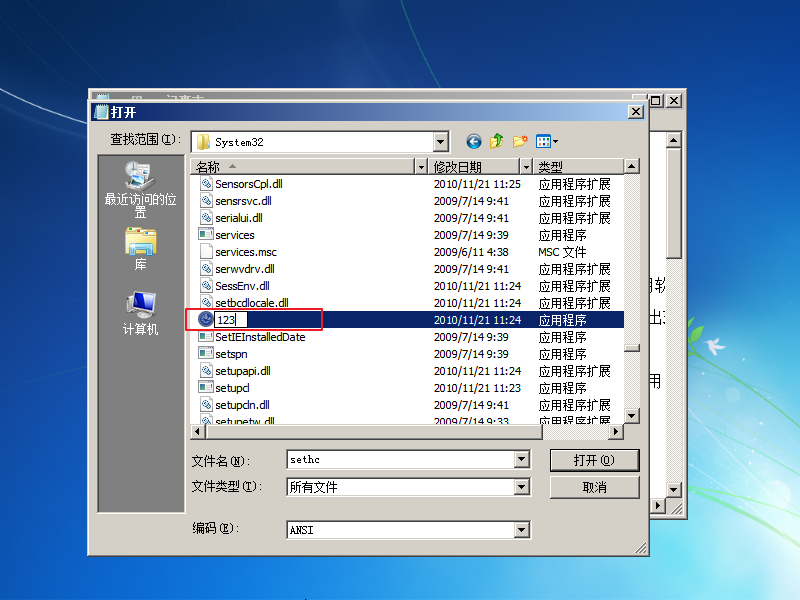 打开
查找范围(I): System32
名称 修改日期 类型
SensorsCpl.dll 2010/11/21 11:25 应用程序扩展
sensrsvc.dll 2009/7/14 9:41 应用程序扩展
serialui.dll 2009/7/14 9:41 应用程序扩展
services 2009/7/14 9:39 应用程序
services.msc 2009/6/11 4:38 MSC 文件
serwvdrv.dll 2009/7/14 9:41 应用程序扩展
SessEnv.dll 2010/11/21 11:24 应用程序扩展
setbcdlocale.dll 2010/11/21 11:24 应用程序扩展
123 2010/11/21 11:24 应用程序
SetIEInstalledDate 2009/7/14 9:39 应用程序
setspn 2009/7/14 9:39 应用程序
setupapi.dll 2010/11/21 11:24 应用程序扩展
setupcl 2010/11/21 11:23 应用程序
setupcln.dll 2009/7/14 9:41 应用程序扩展
setupetw.dll 2009/7/14 9:33 应用程序扩展
最近访问的位
置
库
计算机
用
文件名(N): sethc 打开(O)
文件类型(T): 所有文件 取消
编码(E): ANSI